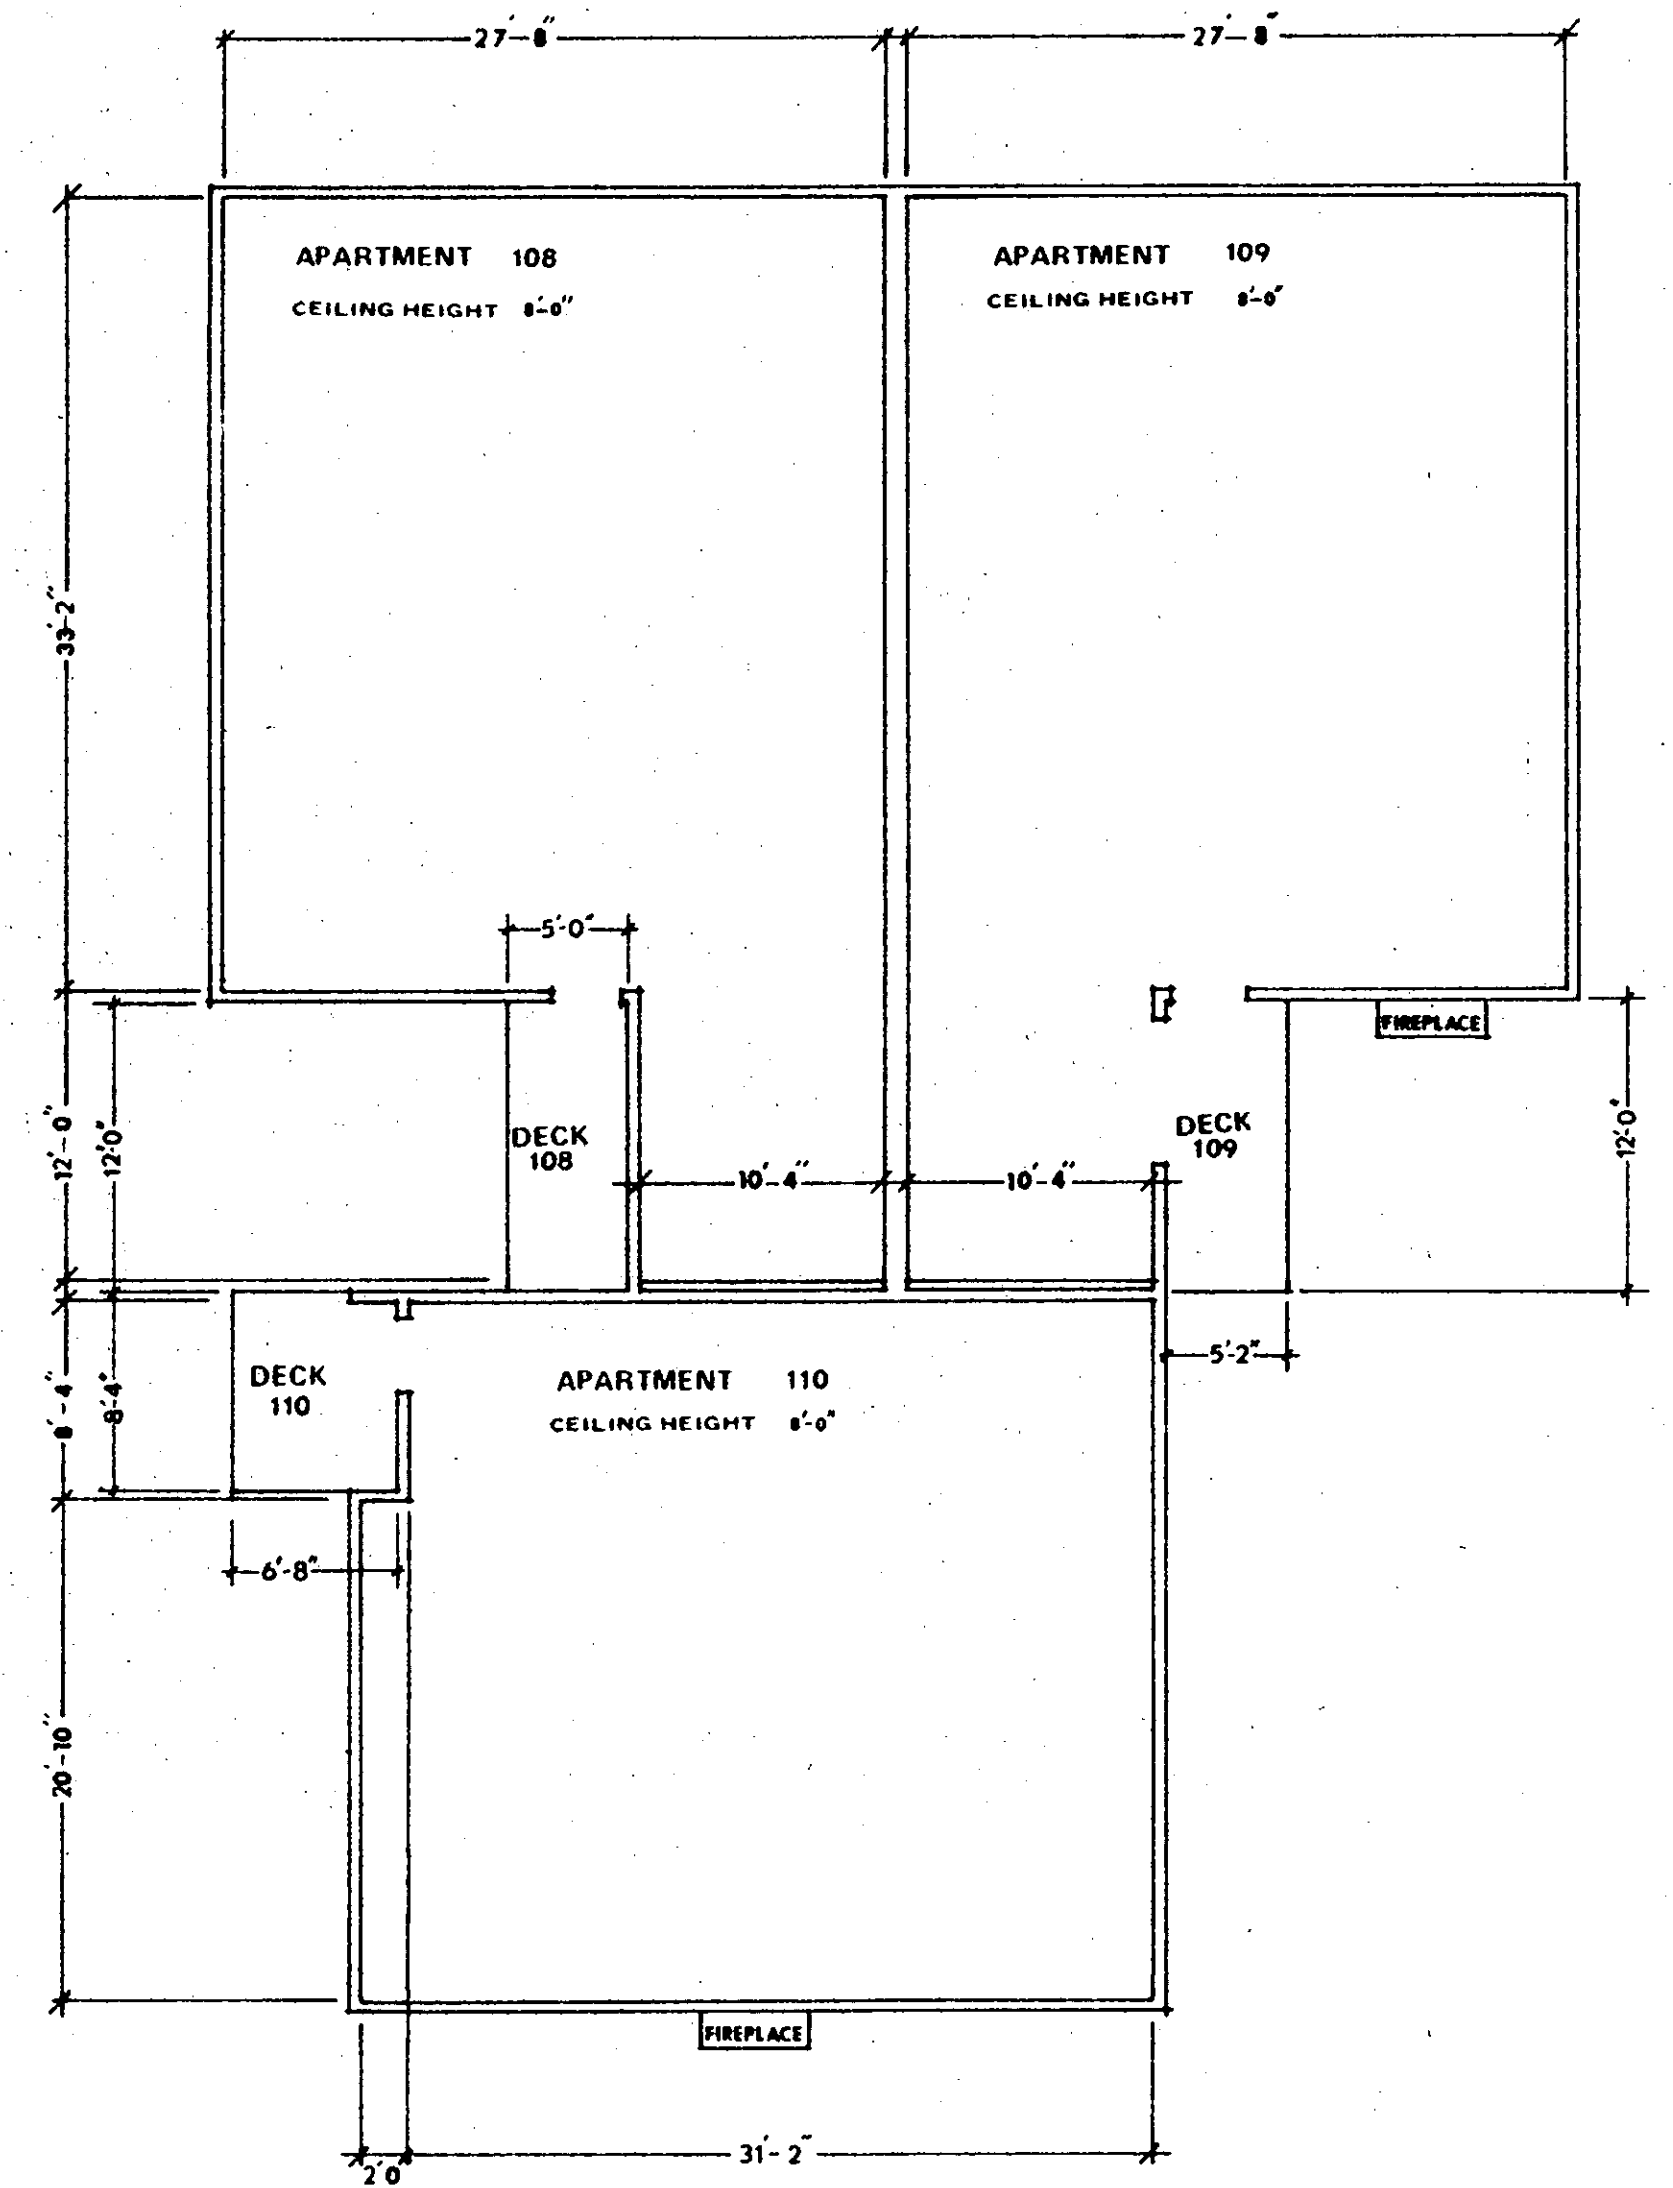 27'-8" 27'-8"
APARTMENT 108
CEILING HEIGHT 8'-0"
APARTMENT 109
CEILING HEIGHT 8'-0"
33'-2"
5'-0"
FIREPLACE
12'-0"
12'-0"
DECK
108
10'-4"
10'-4"
DECK
109
12'-0"
5'-2"
8'-4"
8'-4"
DECK
110
APARTMENT 110
CEILING HEIGHT 8'-0"
6'-8"
20'-10"
FIREPLACE
2'0"
31'-2"